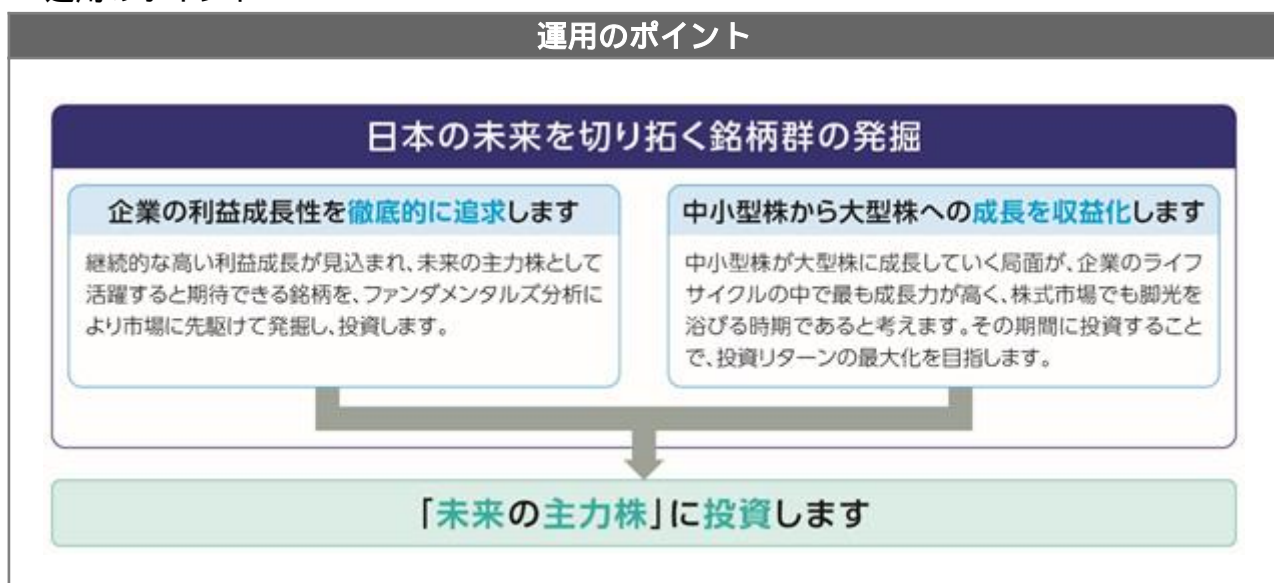 運用のポイント
日本の未来を切り拓く銘柄群の発掘
企業の利益成長性を徹底的に追求します
継続的な高い利益成長が見込まれ、未来の主力株として
活躍すると期待できる銘柄を、ファンダメンタルズ分析に
より市場に先駆けて発掘し、投資します。
中小型株から大型株への成長を収益化します
中小型株が大型株に成長していく局面が、企業のライフ
サイクルの中で最も成長力が高く、株式市場でも脚光を
浴びる時期であると考えます。その期間に投資すること
で、投資リターンの最大化を目指します。
「未来の主力株」に投資します